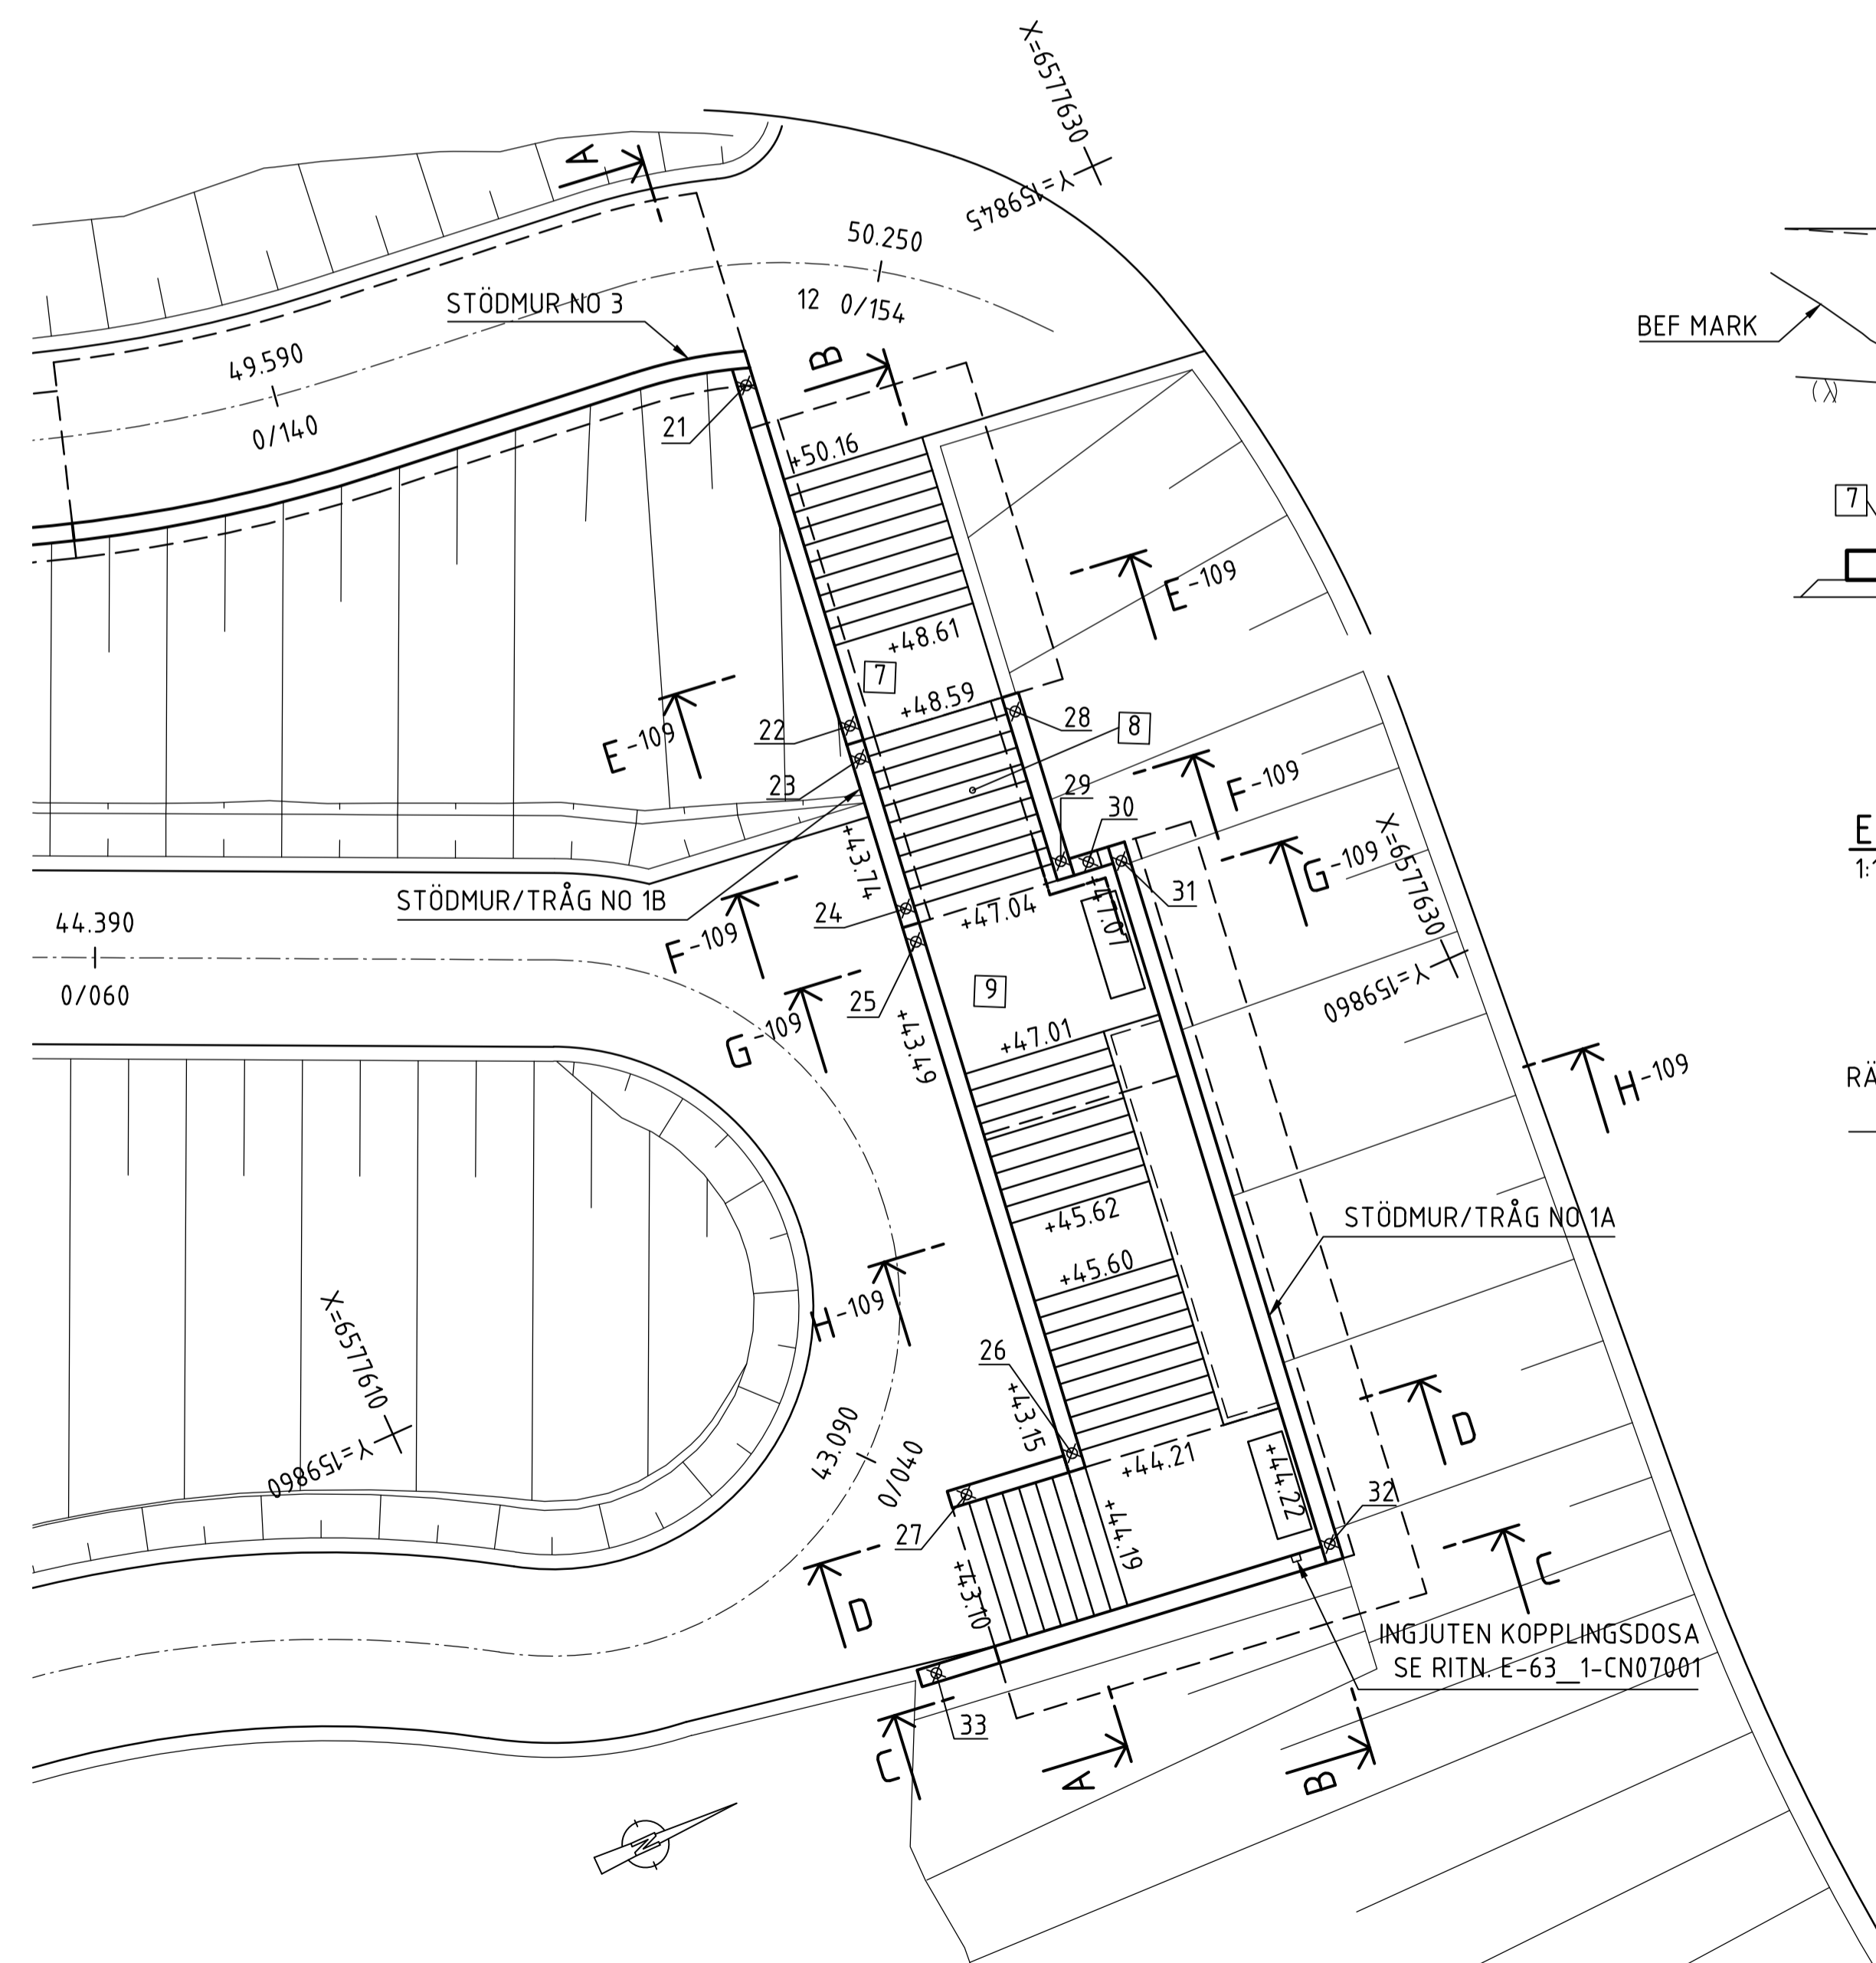 X=6577630
Y=159845
A
50.250
12 0/154
STÖDMUR NO 3
BEF MARK
B
49.590
0/140
21
+50.16
7
E-109
+48.61
7
+48.59
22
28
8
E-109
23
29
30
F-109
+43.74
G-109
X=6577630
E
31
STÖDMUR/TRÅG NO 1B
24
+47.04
+47.07
44.390
F-109
0/060
9
25
Y=159860
G-109
+43.49
+47.01
H-109
RÄ
+45.62
STÖDMUR/TRÅG NO 1A
+45.60
H-109
X=6577610
26
+43.15
D
43.090
0/040
Y=159860
+44.21
+44.22
32
27
+44.19
C
D
+43.10
INGJUTEN KOPPLINGSDOSA
SE RITN. E-63__1-CN07001
33
C
A
B
N